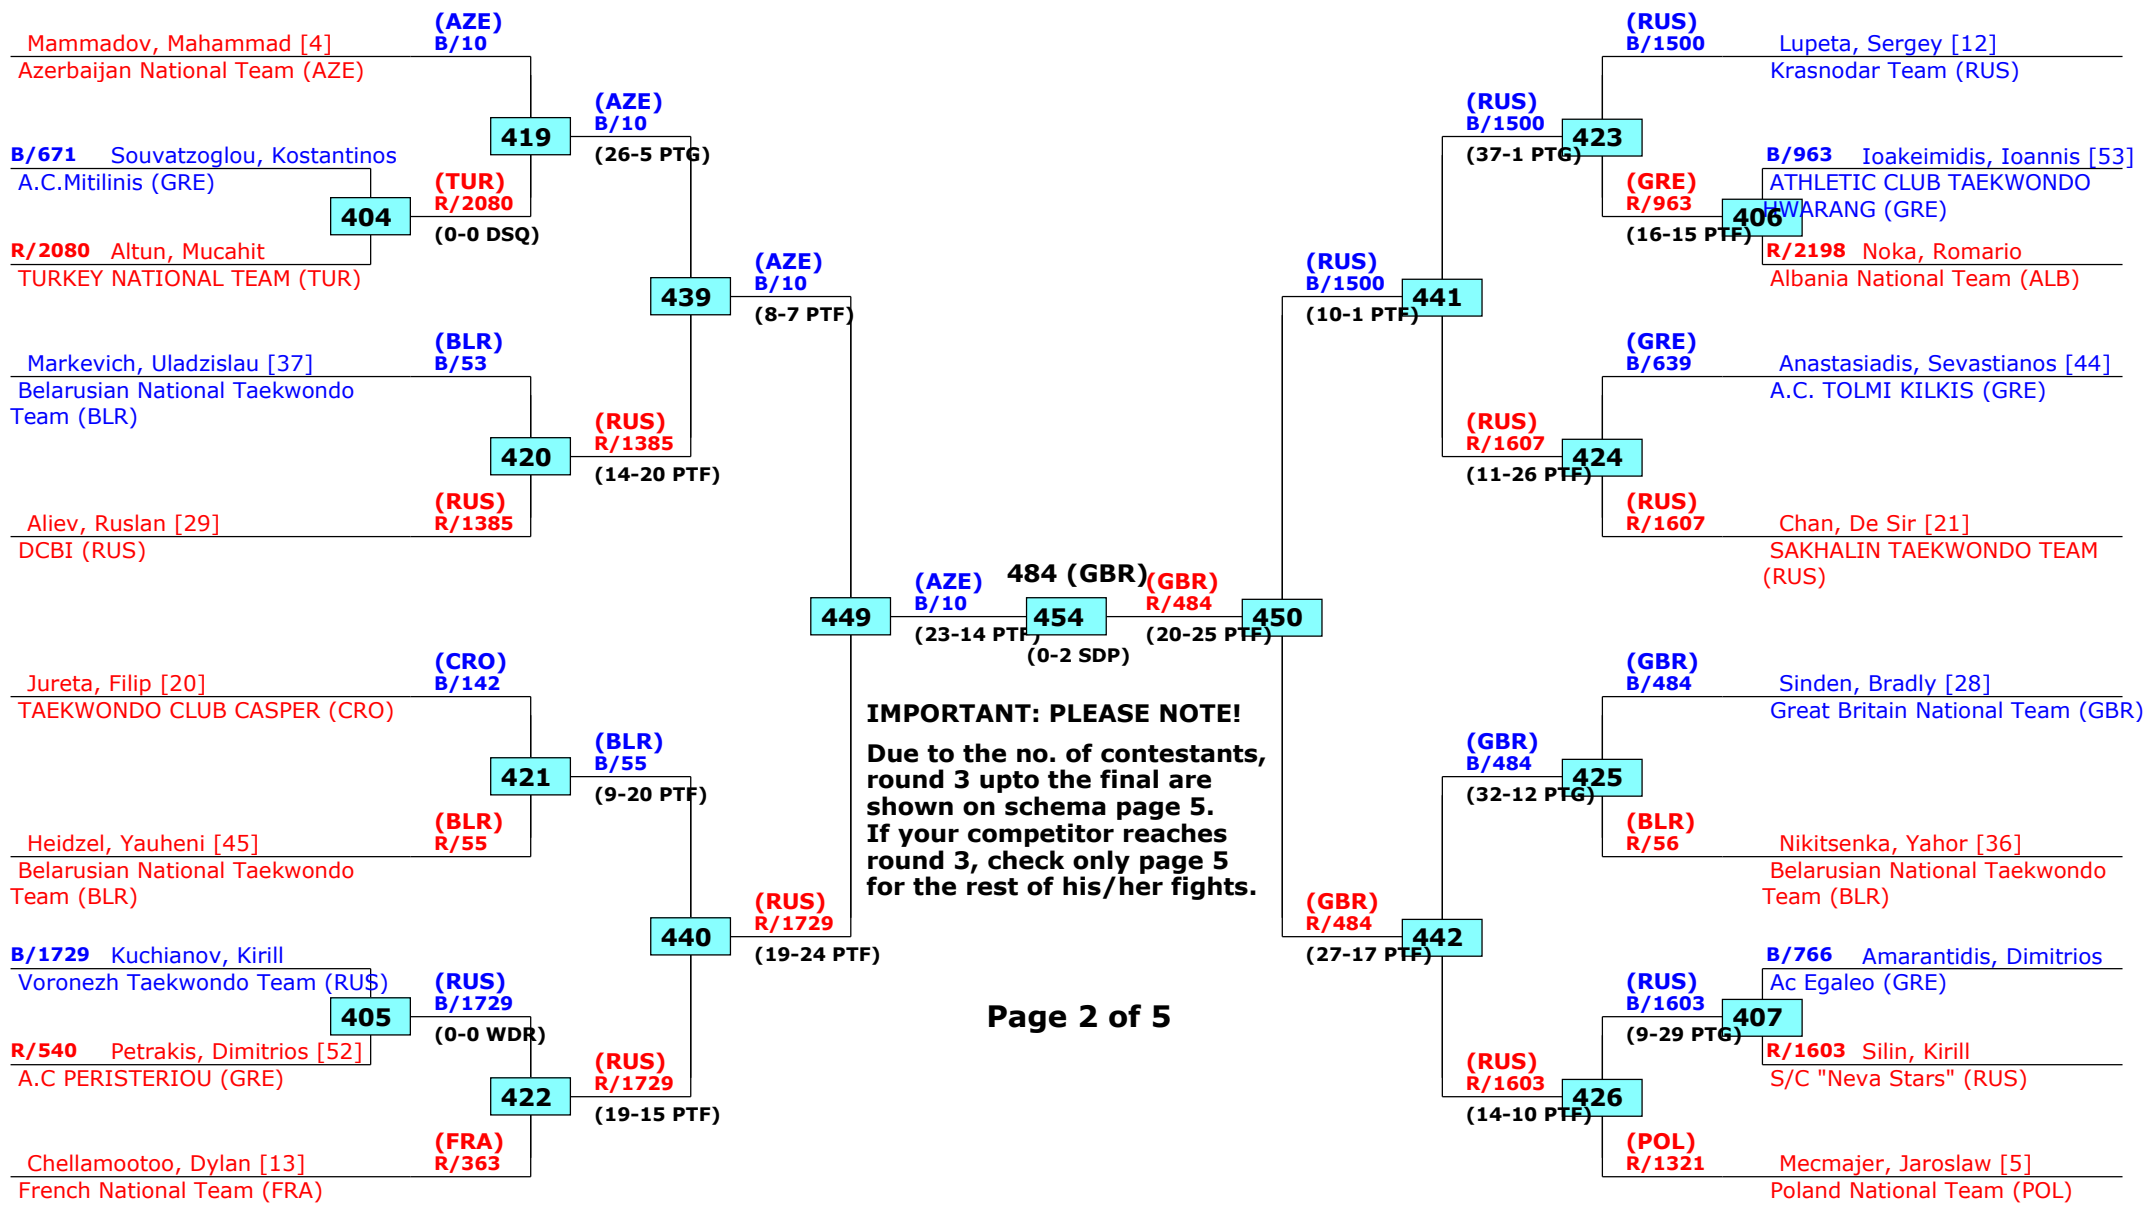 (AZE)
Mammadov, Mahammad [4]
B/10
Azerbaijan National Team (AZE)
(AZE)
B/10
419
(26-5 PTG)
B/671 Souvatzoglou, Kostantinos
A.C.Mitilinis (GRE)
(TUR)
R/2080
404
(0-0 DSQ)
R/2080 Altun, Mucahit
TURKEY NATIONAL TEAM (TUR)
(AZE)
B/10
439
(8-7 PTF)
(BLR)
Markevich, Uladzislau [37]
B/53
Belarusian National Taekwondo
Team (BLR)
(RUS)
R/1385
420
(14-20 PTF)
(RUS)
Aliev, Ruslan [29]
R/1385
DCBI (RUS)
(AZE)
B/10
449
(23-14 PTF)
(CRO)
Jureta, Filip [20]
B/142
TAEKWONDO CLUB CASPER (CRO)
(BLR)
B/55
421
(9-20 PTF)
(BLR)
Heidzel, Yauheni [45]
R/55
Belarusian National Taekwondo
Team (BLR)
(RUS)
R/1729
440
(19-24 PTF)
B/1729 Kuchianov, Kirill
Voronezh Taekwondo Team (RUS)
(RUS)
B/1729
405
(0-0 WDR)
R/540 Petrakis, Dimitrios [52]
A.C PERISTERIOU (GRE)
(RUS)
R/1729
422
(19-15 PTF)
(FRA)
Chellamootoo, Dylan [13]
R/363
French National Team (FRA)
484 (GBR)
454
(0-2 SDP)
IMPORTANT: PLEASE NOTE!
Due to the no. of contestants,
round 3 upto the final are
shown on schema page 5.
If your competitor reaches
round 3, check only page 5
for the rest of his/her fights.
Page 2 of 5
(RUS)
B/1500
Lupeta, Sergey [12]
Krasnodar Team (RUS)
(RUS)
B/1500
423
(37-1 PTG)
B/963 Ioakeimidis, Ioannis [53]
ATHLETIC CLUB TAEKWONDO
HWARANG (GRE)
(GRE)
R/963
406
(16-15 PTF)
R/2198 Noka, Romario
Albania National Team (ALB)
(RUS)
B/1500
441
(10-1 PTF)
(GRE)
B/639
Anastasiadis, Sevastianos [44]
A.C. TOLMI KILKIS (GRE)
(RUS)
R/1607
424
(11-26 PTF)
(RUS)
R/1607
Chan, De Sir [21]
SAKHALIN TAEKWONDO TEAM
(RUS)
(GBR)
R/484
450
(20-25 PTF)
(GBR)
B/484
Sinden, Bradly [28]
Great Britain National Team (GBR)
(GBR)
B/484
425
(32-12 PTG)
(BLR)
R/56
Nikitsenka, Yahor [36]
Belarusian National Taekwondo
Team (BLR)
(GBR)
R/484
442
(27-17 PTF)
B/766 Amarantidis, Dimitrios
Ac Egaleo (GRE)
(RUS)
B/1603
407
(9-29 PTG)
R/1603 Silin, Kirill
S/C "Neva Stars" (RUS)
(RUS)
R/1603
426
(14-10 PTF)
(POL)
R/1321
Mecmajer, Jaroslaw [5]
Poland National Team (POL)